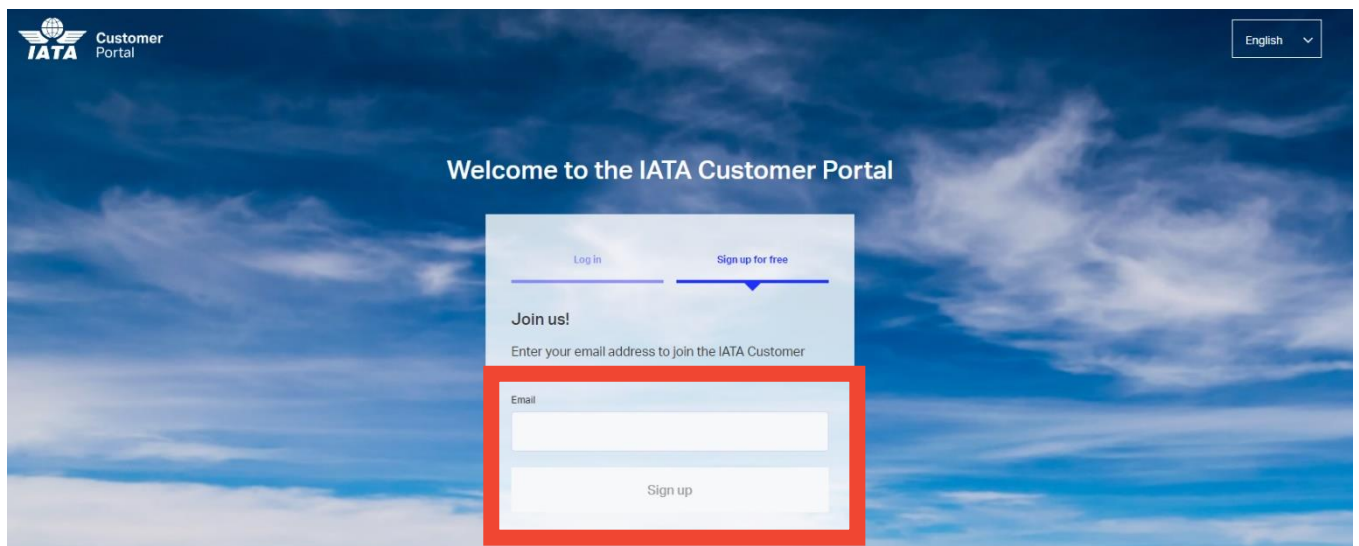 IATA
Customer
Portal
English
Welcome to the IATA Customer Portal
Log in
Sign up for free
Join us!
Enter your email address to join the IATA Customer
Email
Sign up